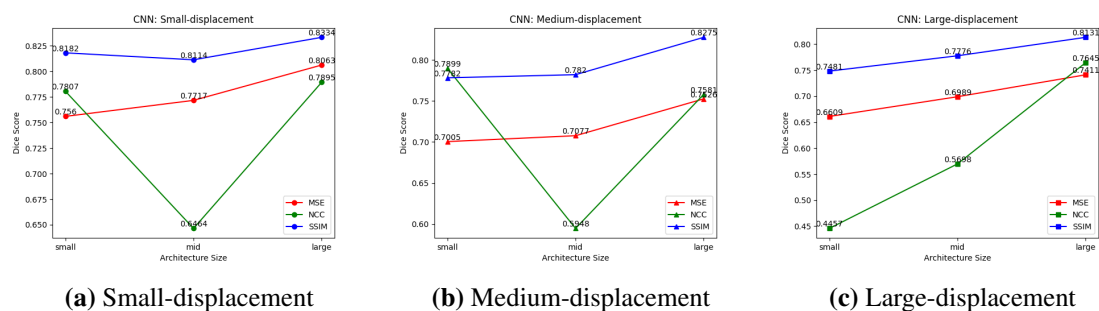 CNN: Small-displacement
0.825
0.800
0.775
0.750
0.725
0.700
0.675
0.650
Dice Score
0.8182
0.8114
0.8334
0.756
0.7717
0.8063
0.7807
0.6464
0.7895
MSE
NCC
SSIM
small
mid
large
Architecture Size
(a) Small-displacement
CNN: Medium-displacement
0.80
0.75
0.70
0.65
0.60
Dice Score
0.7899
0.7782
0.782
0.8275
0.7005
0.7077
0.7581
0.7526
0.5948
MSE
NCC
SSIM
small
mid
large
Architecture Size
(b) Medium-displacement
CNN: Large-displacement
0.80
0.75
0.70
0.65
0.60
0.55
0.50
0.45
Dice Score
0.7481
0.7776
0.8131
0.6609
0.6989
0.7645
0.7411
0.5698
0.4457
MSE
NCC
SSIM
small
mid
large
Architecture Size
(c) Large-displacement